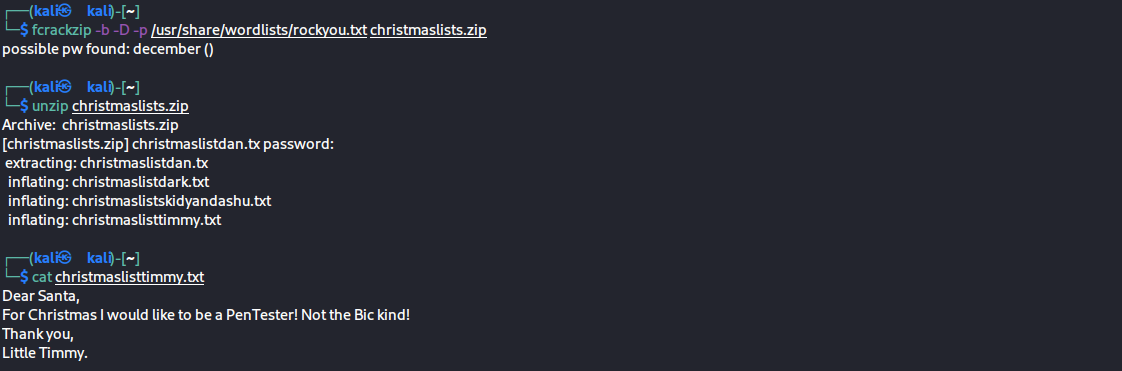 ┌──(kali㉿kali)-[~]
└─$ fcrackzip -b -D -p /usr/share/wordlists/rockyou.txt christmaslists.zip
possible pw found: december ()
┌──(kali㉿kali)-[~]
└─$ unzip christmaslists.zip
Archive:  christmaslists.zip
[christmaslists.zip] christmaslistdan.tx password:
 extracting: christmaslistdan.tx
  inflating: christmaslistdark.txt
  inflating: christmaslistskidyandashu.txt
  inflating: christmaslisttimmy.txt
┌──(kali㉿kali)-[~]
└─$ cat christmaslisttimmy.txt
Dear Santa,
For Christmas I would like to be a PenTester! Not the Bic kind!
Thank you,
Little Timmy.